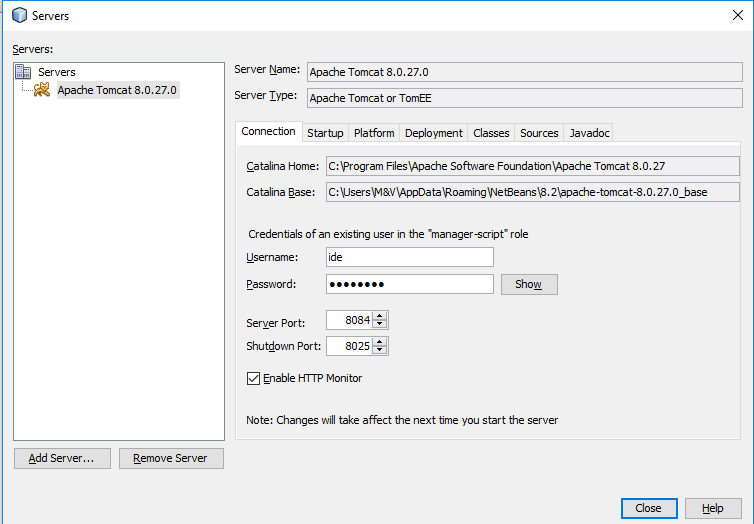 Servers
Servers:
Servers
Apache Tomcat 8.0.27.0
Server Name: Apache Tomcat 8.0.27.0
Server Type: Apache Tomcat or TomEE
Connection Startup Platform Deployment Classes Sources Javadoc
Catalina Home: C:\Program Files\Apache Software Foundation\Apache Tomcat 8.0.27
Catalina Base: C:\Users\M&V\AppData\Roaming\NetBeans\8.2\apache-tomcat-8.0.27.0_base
Credentials of an existing user in the "manager-script" role
Username: ide
Password: ●●●●●●●● Show
Server Port: 8084
Shutdown Port: 8025
Enable HTTP Monitor
Note: Changes will take affect the next time you start the server
Add Server... Remove Server
Close Help